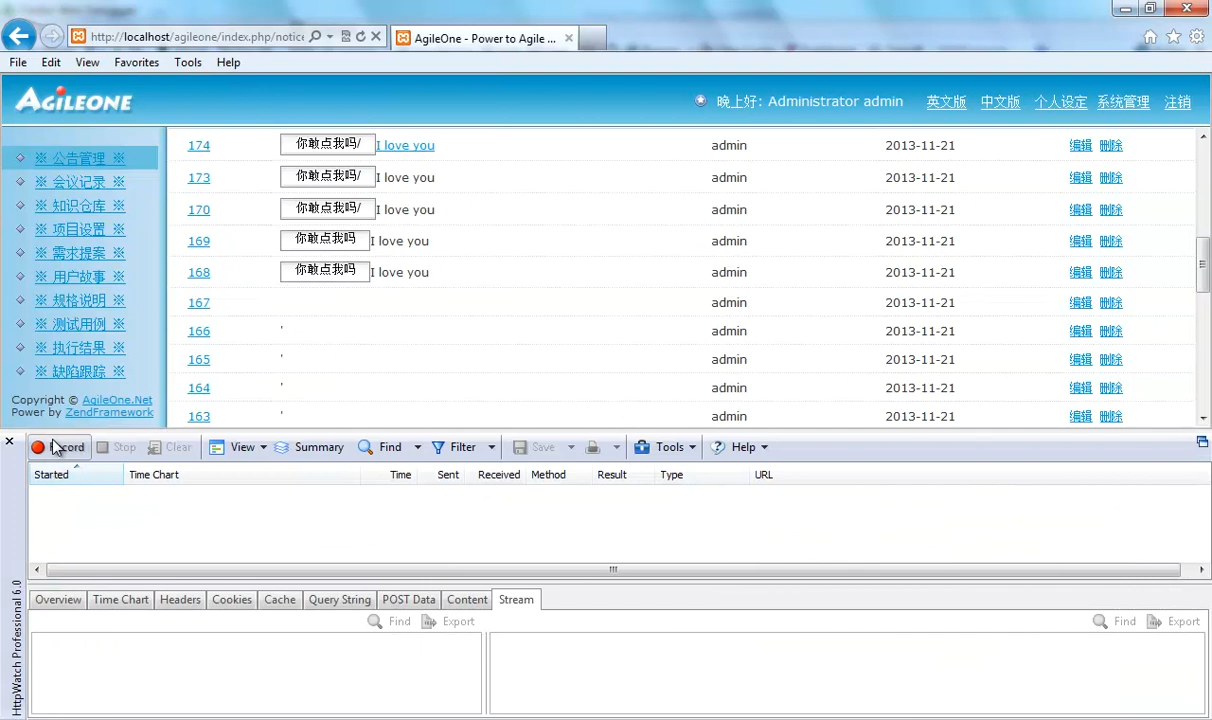 http://localhost/agileone/index.php/notice
AgileOne - Power to Agile ...
File Edit View Favorites Tools Help
AGiLEONE
晚上好: Administrator admin 英文版 中文版 个人设定 系统管理 注销
※ 公告管理 ※
※ 会议记录 ※
※ 知识仓库 ※
※ 项目设置 ※
※ 需求提案 ※
※ 用户故事 ※
※ 规格说明 ※
※ 测试用例 ※
※ 执行结果 ※
※ 缺陷跟踪 ※
Copyright © AgileOne.Net
Power by ZendFramework
174 你敢点我吗/ I love you admin 2013-11-21 编辑 删除
173 你敢点我吗/ I love you admin 2013-11-21 编辑 删除
170 你敢点我吗/ I love you admin 2013-11-21 编辑 删除
169 你敢点我吗 I love you admin 2013-11-21 编辑 删除
168 你敢点我吗 I love you admin 2013-11-21 编辑 删除
167 admin 2013-11-21 编辑 删除
166 ' admin 2013-11-21 编辑 删除
165 ' admin 2013-11-21 编辑 删除
164 ' admin 2013-11-21 编辑 删除
163 ' admin 2013-11-21 编辑 删除
Record Stop Clear View Summary Find Filter Save Tools Help
Started Time Chart Time Sent Received Method Result Type URL
Overview Time Chart Headers Cookies Cache Query String POST Data Content Stream
Find Export Find Export
HttpWatch Professional 6.0